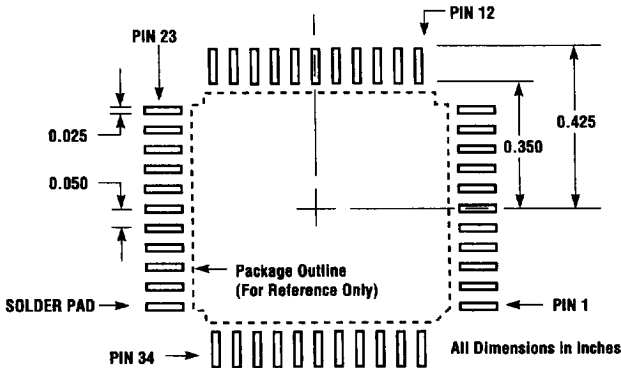 PIN 12
PIN 23
0.025
0.425
0.350
0.050
Package Outline
(For Reference Only)
SOLDER PAD
PIN 1
PIN 34
All Dimensions in Inches